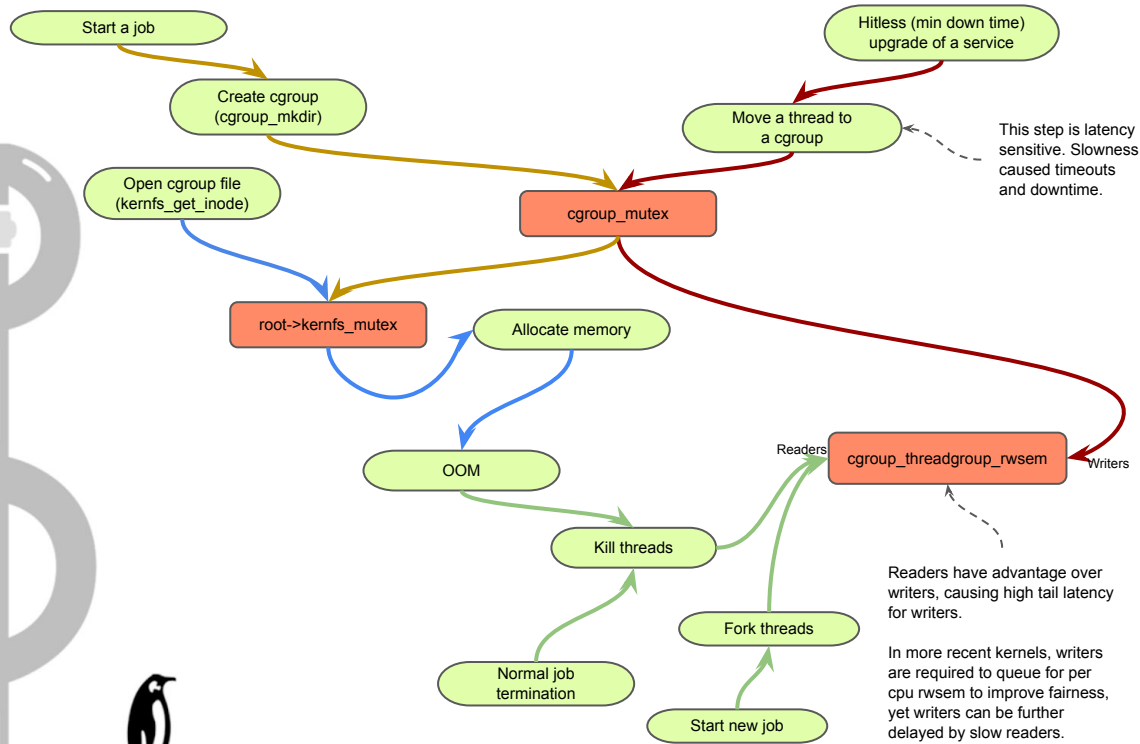 Start a job
Hitless (min down time)
upgrade of a service
Create cgroup
(cgroup_mkdir)
Move a thread to
a cgroup
This step is latency
sensitive. Slowness
caused timeouts
and downtime.
Open cgroup file
(kernfs_get_inode)
cgroup_mutex
root->kernfs_mutex
Allocate memory
OOM
Readers
cgroup_threadgroup_rwsem
Writers
Kill threads
Readers have advantage over
writers, causing high tail latency
for writers.
Fork threads
In more recent kernels, writers
are required to queue for per
cpu rwsem to improve fairness,
yet writers can be further
delayed by slow readers.
Normal job
termination
Start new job